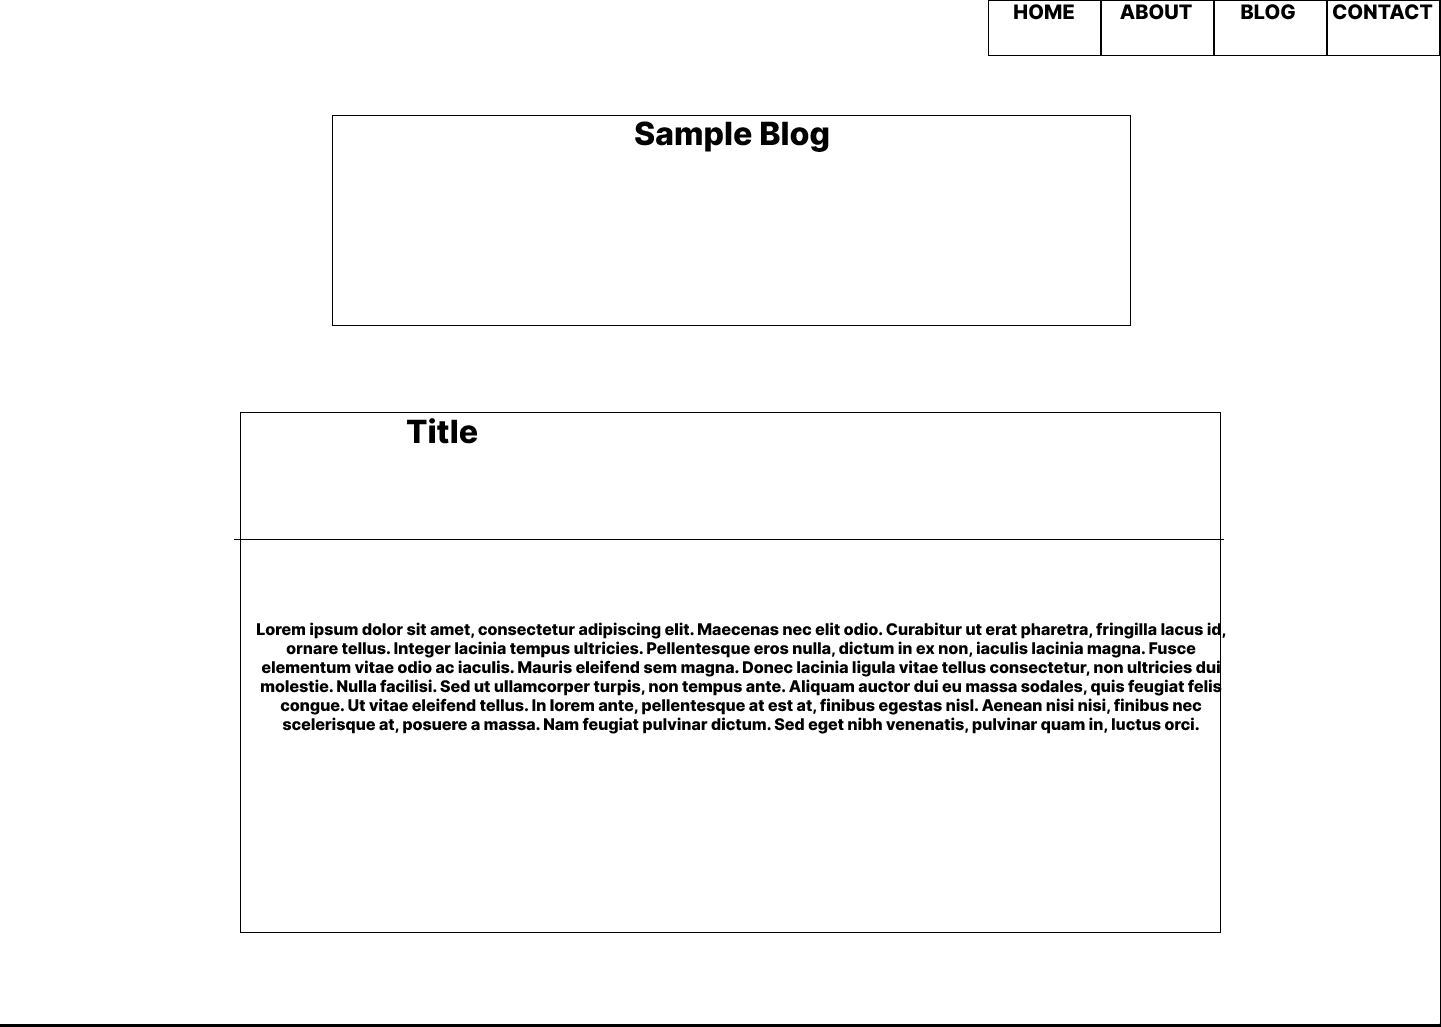 HOME ABOUT BLOG CONTACT
Sample Blog
Title
Lorem ipsum dolor sit amet, consectetur adipiscing elit. Maecenas nec elit odio. Curabitur ut erat pharetra, fringilla lacus id,
ornare tellus. Integer lacinia tempus ultricies. Pellentesque eros nulla, dictum in ex non, iaculis lacinia magna. Fusce
elementum vitae odio ac iaculis. Mauris eleifend sem magna. Donec lacinia ligula vitae tellus consectetur, non ultricies dui
molestie. Nulla facilisi. Sed ut ullamcorper turpis, non tempus ante. Aliquam auctor dui eu massa sodales, quis feugiat felis
congue. Ut vitae eleifend tellus. In lorem ante, pellentesque at est at, finibus egestas nisl. Aenean nisi nisi, finibus nec
scelerisque at, posuere a massa. Nam feugiat pulvinar dictum. Sed eget nibh venenatis, pulvinar quam in, luctus orci.